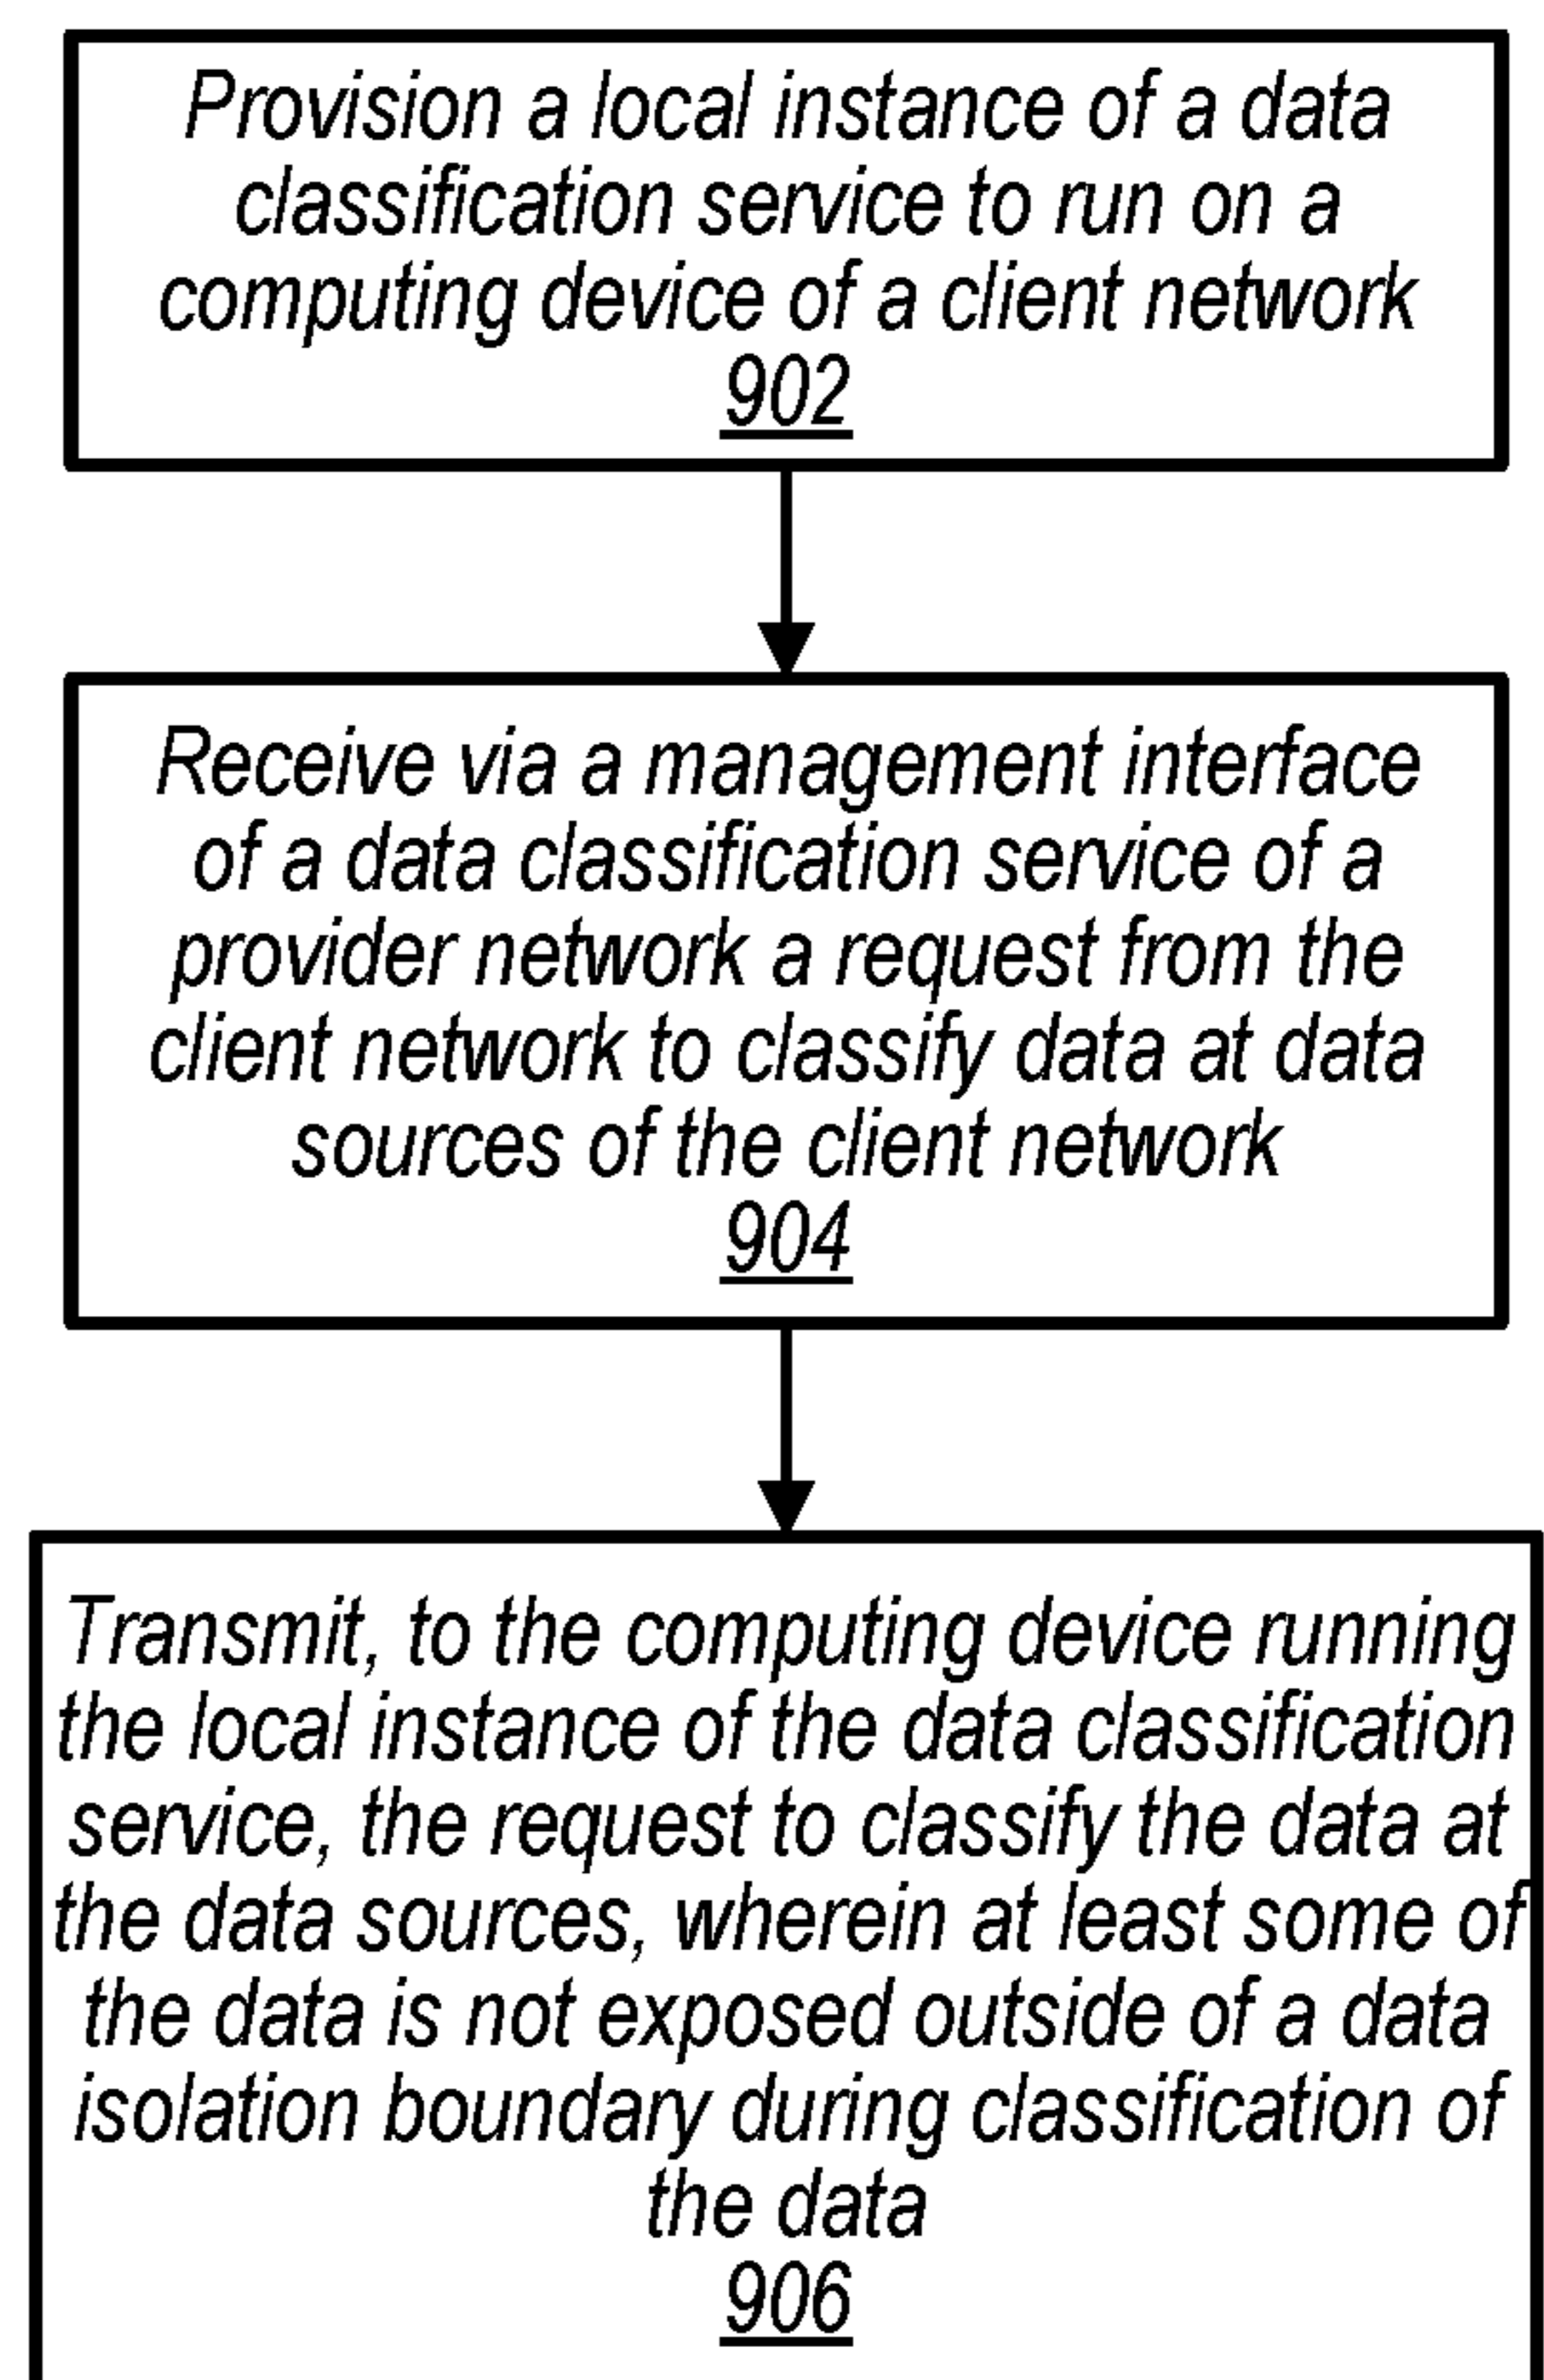 Provision a local instance of a data
classification service to run on a
computing device of a client network
902
Receive via a management interface
of a data classification service of a
provider network a request from the
client network to classify data at data
sources of the client network
904
Transmit, to the computing device running
the local instance of the data classification
service, the request to classify the data at
the data sources, wherein at least some of
the data is not exposed outside of a data
isolation boundary during classification of
the data
906